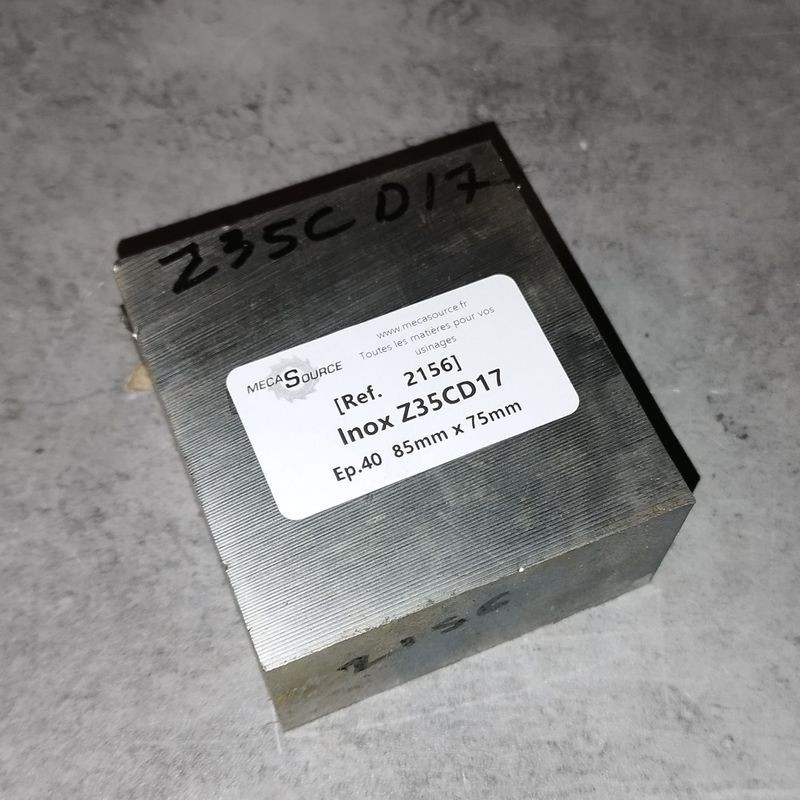 Z35CD17
www.mecasource.fr
Toutes les matières pour vos
usinages
MECASOURCE
[Ref. 2156]
Inox Z35CD17
Ep.40 85mm x 75mm
2156